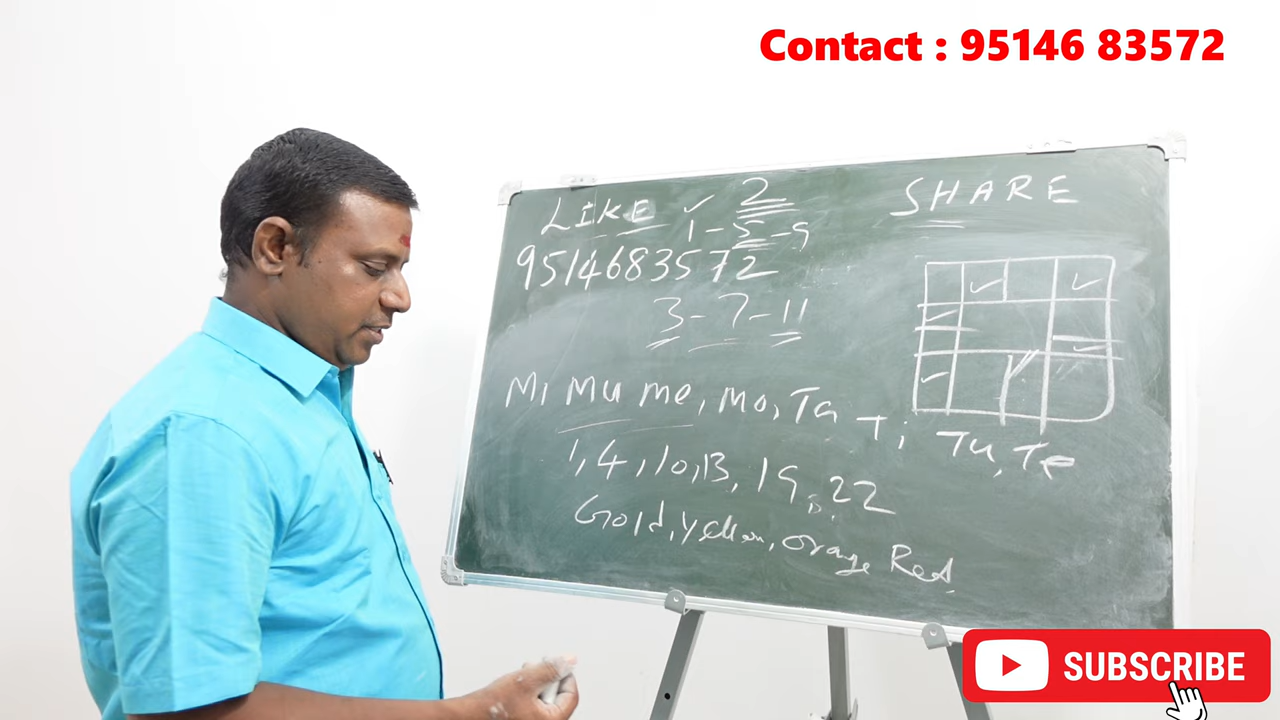 Contact : 95146 83572
LIKE ✓ 2
SHARE
1-5-9
9514683572
3-7-11
Mi Mu me, mo, Ta Ti Tu, Te
1, 4, 10, 13, 19, 22
Gold, yellow, orange Red
SUBSCRIBE